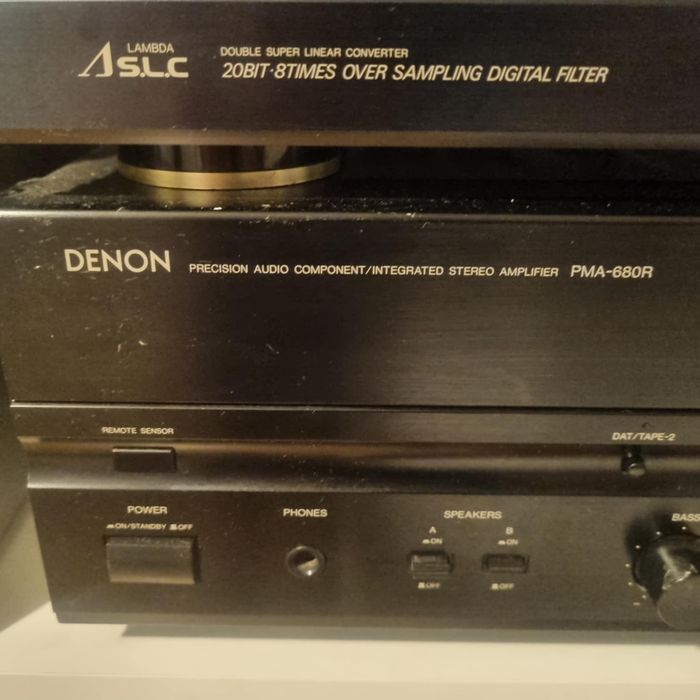 LAMBDA
ΛS.L.C
DOUBLE SUPER LINEAR CONVERTER
20BIT·8TIMES OVER SAMPLING DIGITAL FILTER
DENON PRECISION AUDIO COMPONENT/INTEGRATED STEREO AMPLIFIER PMA-680R
REMOTE SENSOR
DAT/TAPE-2
POWER
ON/STANDBY OFF
PHONES
SPEAKERS
A B
ON ON
OFF OFF
BASS